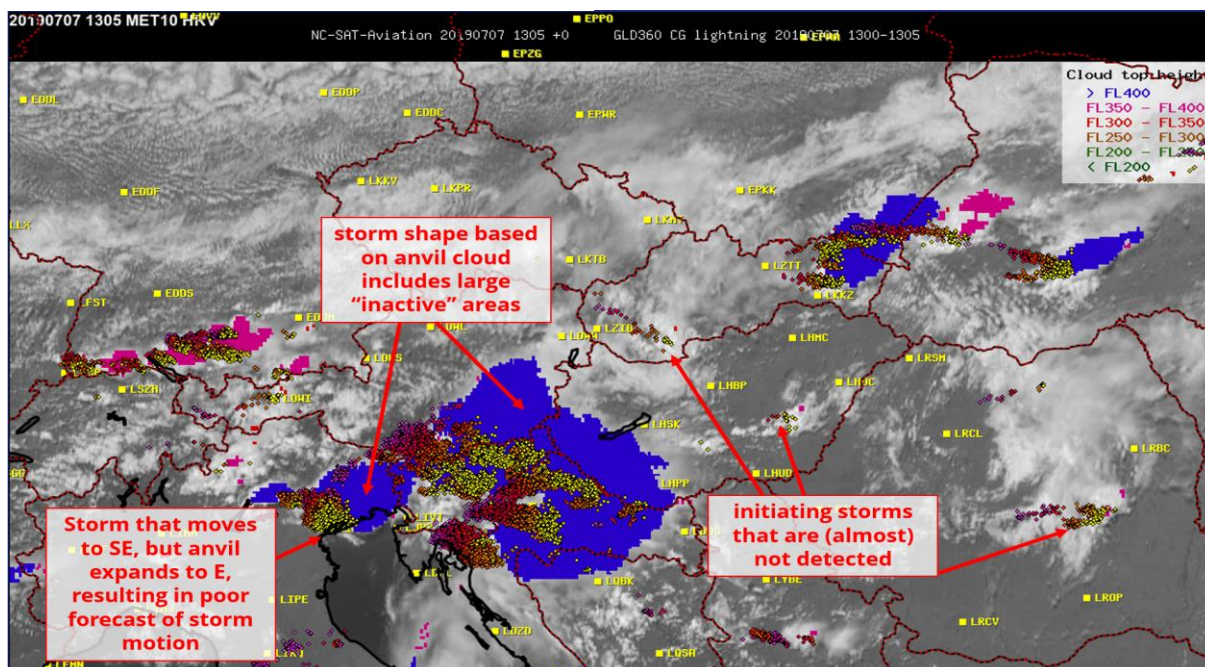 20190707 1305 MET10 HRV
EPPO
NC-SAT-Aviation 20190707 1305 +0 GLD360 CG lightning 20190707 1300-1305
EPZG
Cloud top height
> FL400
FL350 - FL400
FL300 - FL350
FL250 - FL300
FL200 -
< FL200
EDDL
EDDP
EDDC
EPWR
EDDF
LKKV
LKPR
EPKK
storm shape based
on anvil cloud
includes large
“inactive” areas
LKTB
LZTT
EDDS
LKKZ
LZIB
LHMC
LRSM
LSZH
LOWI
LHBP
LHSK
LRCL
LRBC
LHUD
LHPP
Storm that moves
to SE, but anvil
expands to E,
resulting in poor
forecast of storm
motion
initiating storms
that are (almost)
not detected
LQBK
LYBE
LIPE
LROP
LDZD
LRCV
LQSA